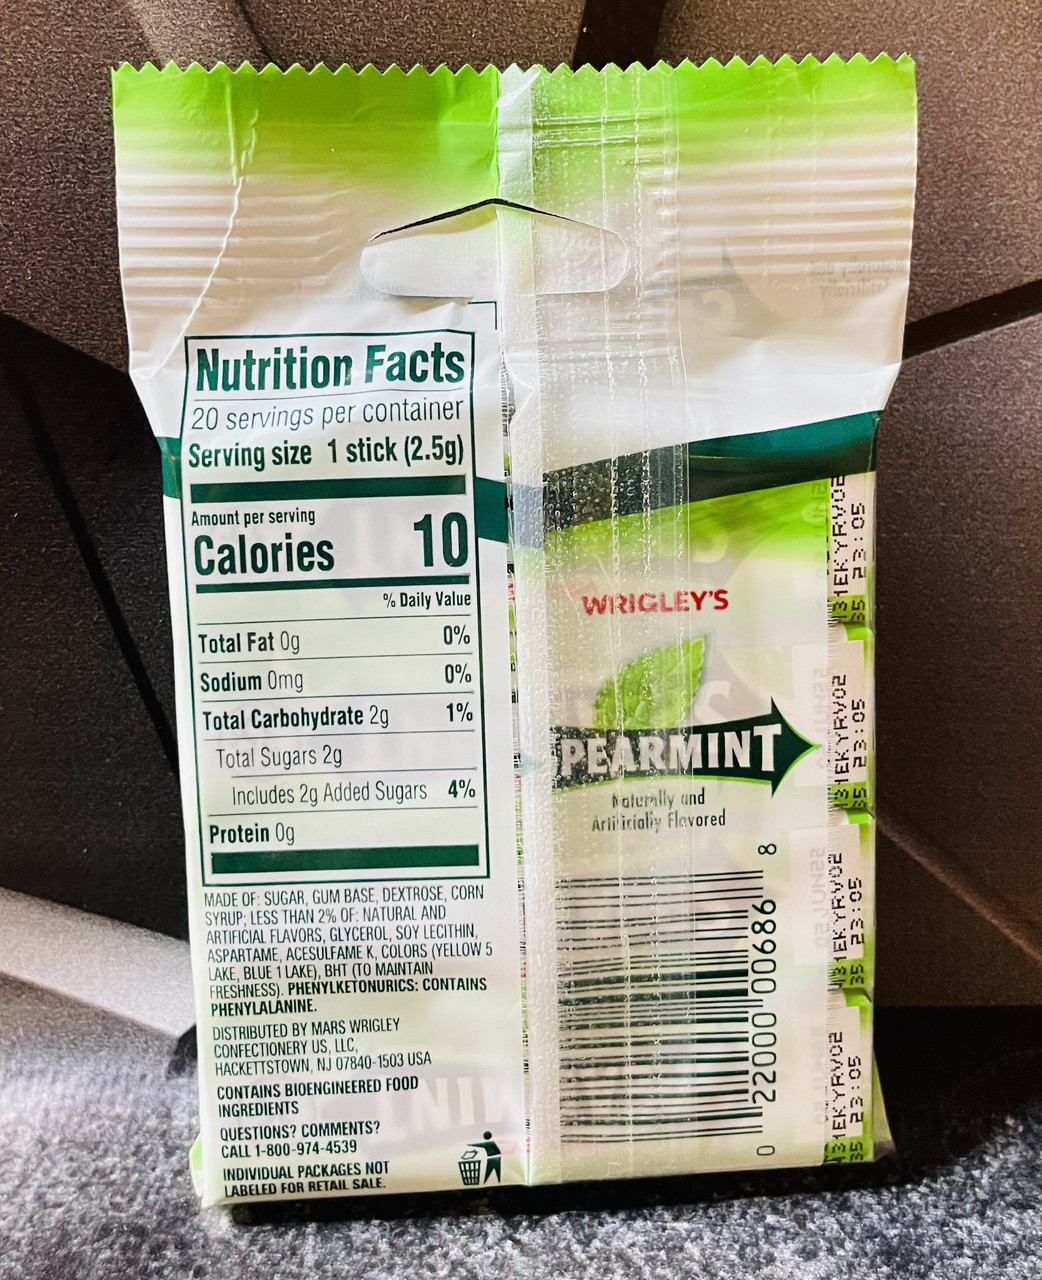 Nutrition Facts
20 servings per container
Serving size 1 stick (2.5g)
Amount per serving
Calories 10
% Daily Value
Total Fat 0g 0%
Sodium 0mg 0%
Total Carbohydrate 2g 1%
Total Sugars 2g
Includes 2g Added Sugars 4%
Protein 0g
MADE OF: SUGAR, GUM BASE, DEXTROSE, CORN
SYRUP; LESS THAN 2% OF: NATURAL AND
ARTIFICIAL FLAVORS, GLYCEROL, SOY LECITHIN,
ASPARTAME, ACESULFAME K, COLORS (YELLOW 5
LAKE, BLUE 1 LAKE), BHT (TO MAINTAIN
FRESHNESS). PHENYLKETONURICS: CONTAINS
PHENYLALANINE.
DISTRIBUTED BY MARS WRIGLEY
CONFECTIONERY US, LLC,
HACKETTSTOWN, NJ 07840-1503 USA
CONTAINS BIOENGINEERED FOOD
INGREDIENTS
QUESTIONS? COMMENTS?
CALL 1-800-974-4539
INDIVIDUAL PACKAGES NOT
LABELED FOR RETAIL SALE.
WRIGLEY'S
PEARMINT
Naturally and
Artificially Flavored
0 22000 00686 8
23:05
23:05
23:05
23:05